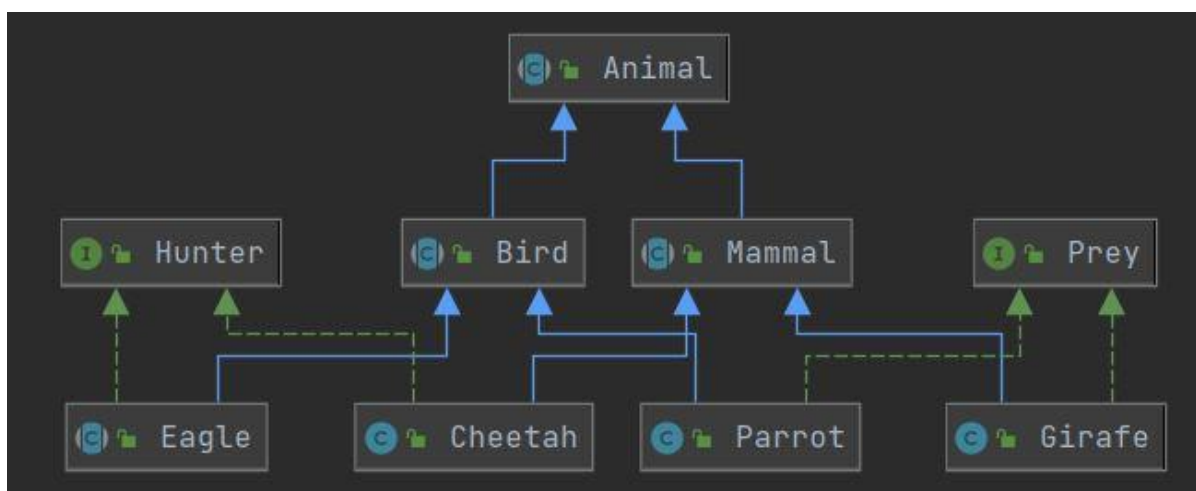 Animal
Hunter
Bird
Mammal
Prey
Eagle
Cheetah
Parrot
Girafe